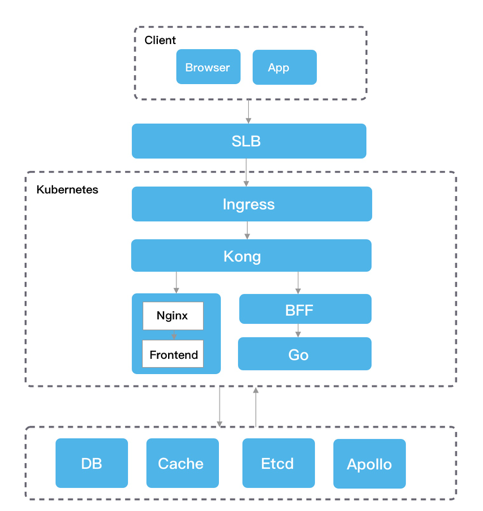 Client
Browser
App
SLB
Kubernetes
Ingress
Kong
Nginx
BFF
Frontend
Go
DB
Cache
Etcd
Apollo